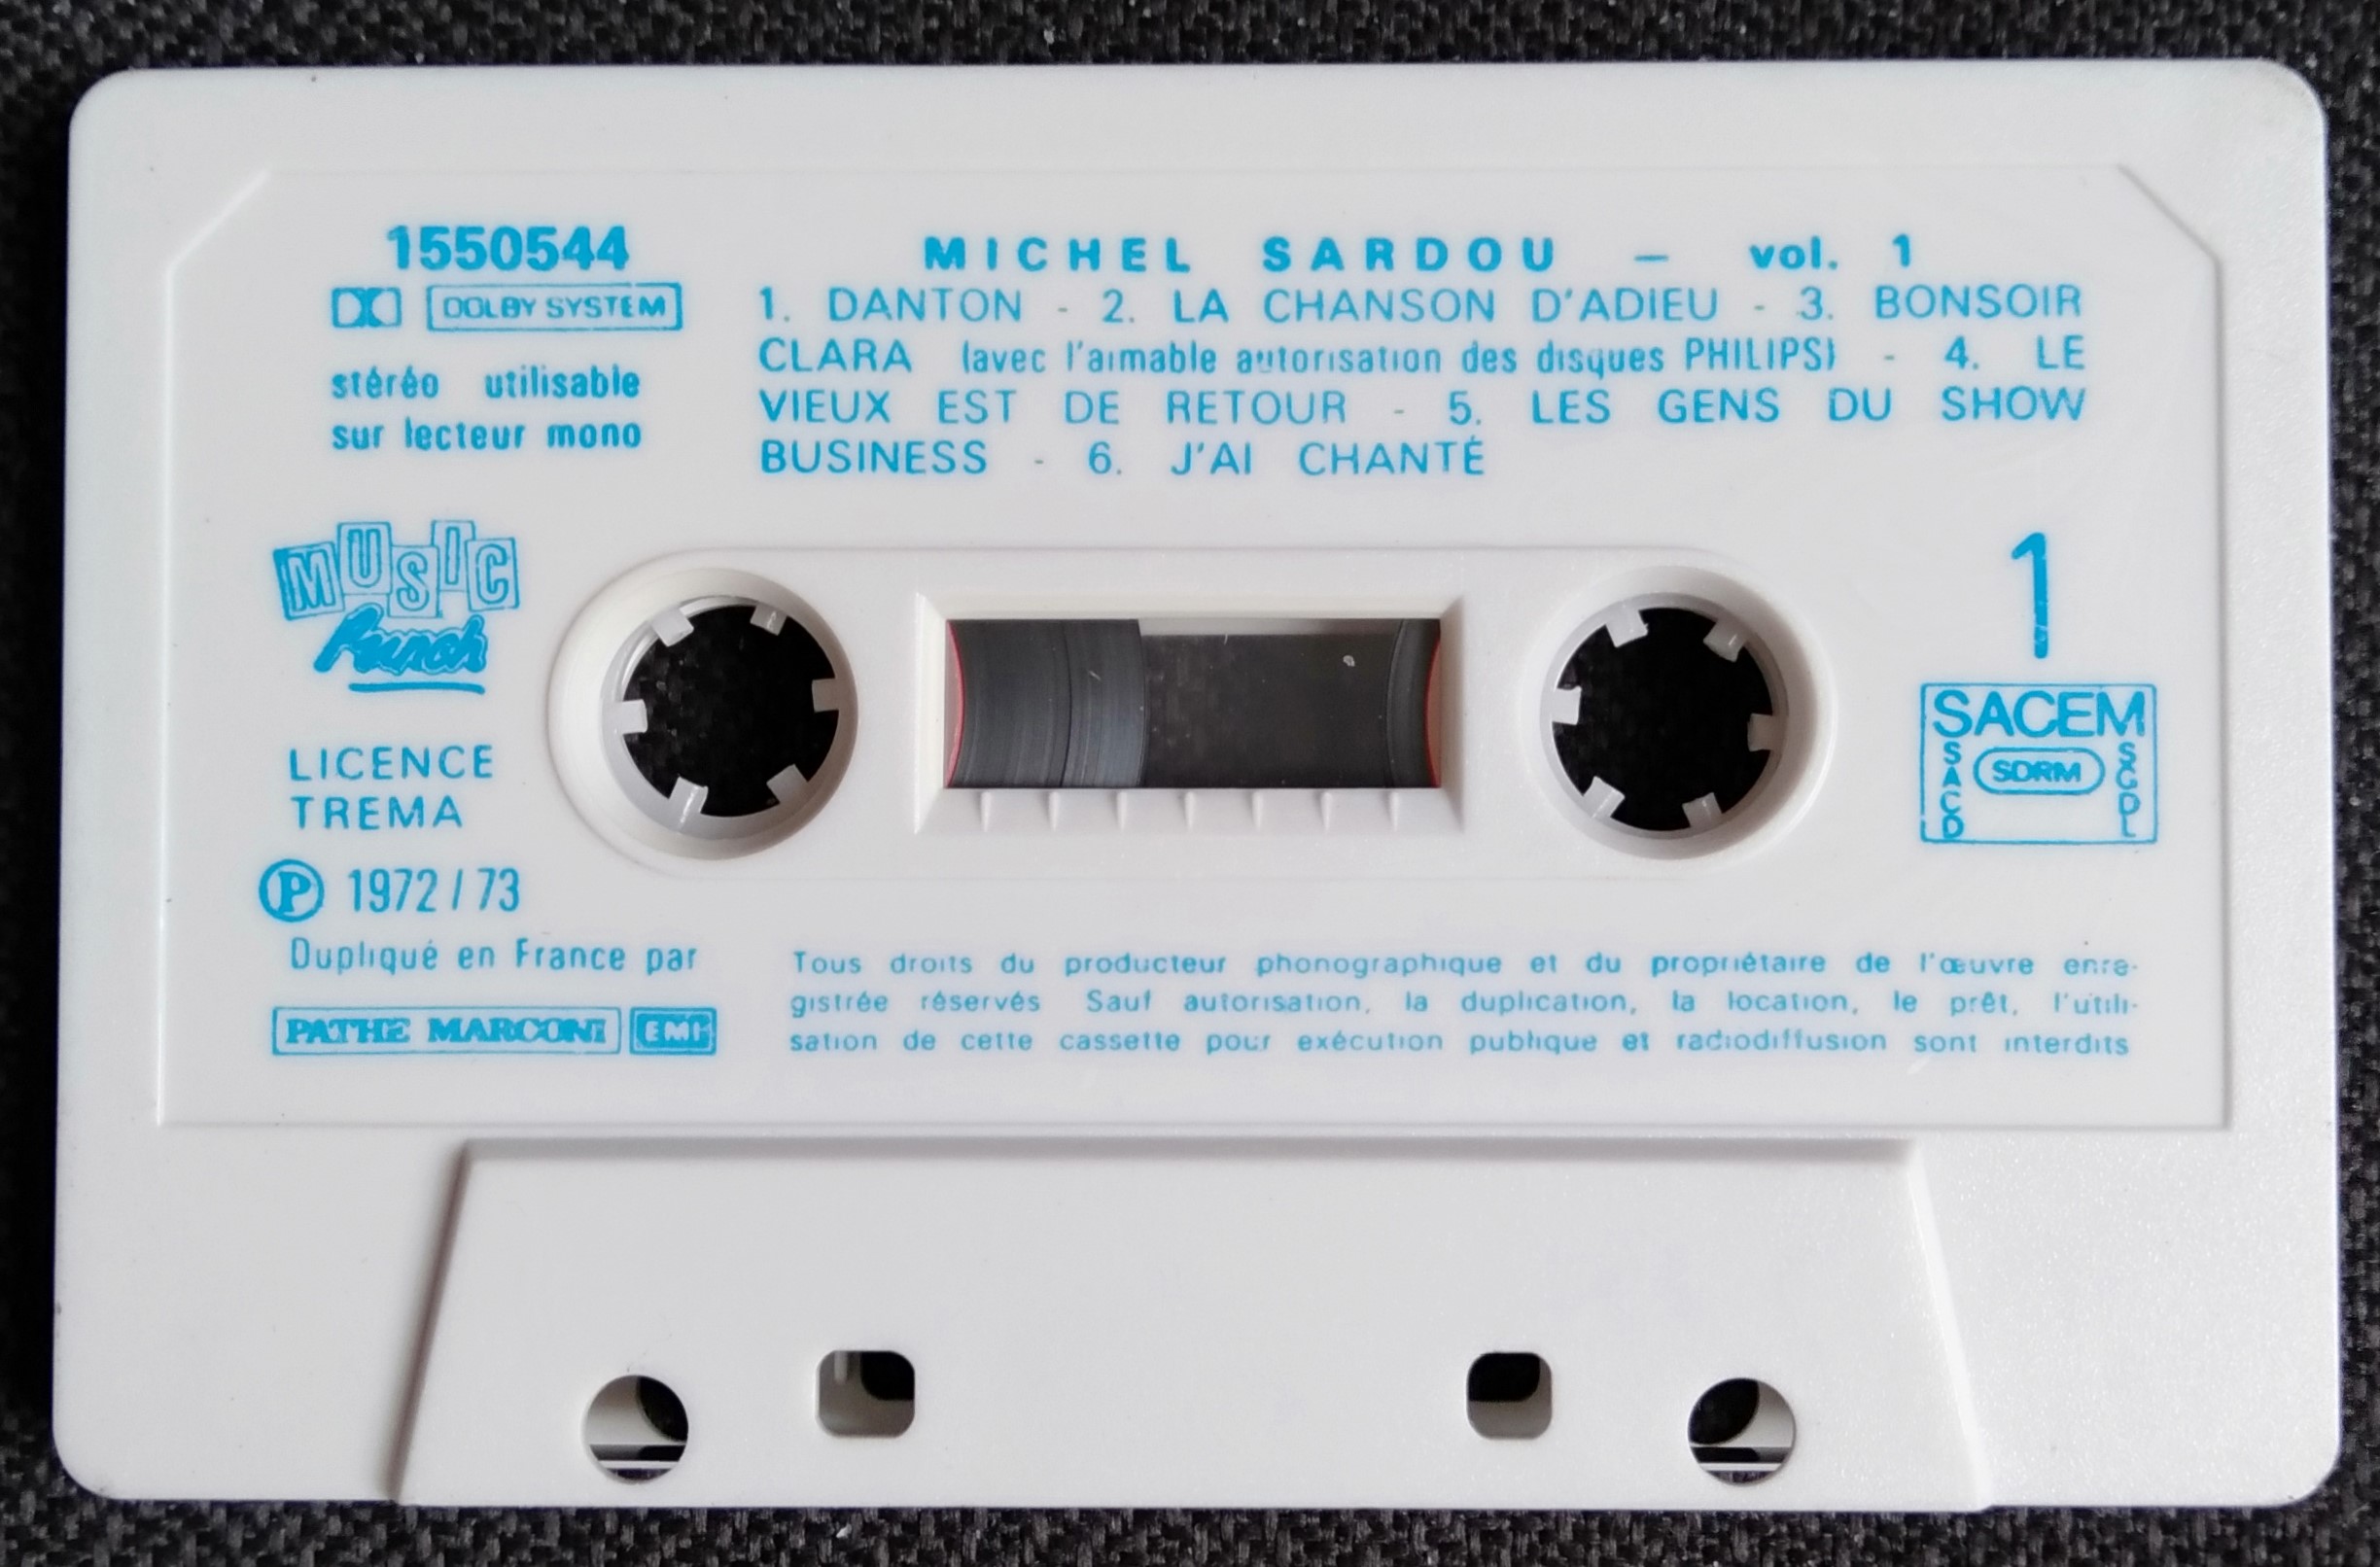 1550544
DOLBY SYSTEM
stéréo utilisable
sur lecteur mono
MICHEL SARDOU – vol. 1
1. DANTON - 2. LA CHANSON D'ADIEU - 3. BONSOIR
CLARA (avec l'aimable autorisation des disques PHILIPS) - 4. LE
VIEUX EST DE RETOUR - 5. LES GENS DU SHOW
BUSINESS - 6. J'AI CHANTÉ
MUSIC
Punch
LICENCE
TREMA
Ⓟ 1972/73
Dupliqué en France par
PATHE MARCONI EMI
1
SACEM
SACD
SDRM
SGDL
Tous droits du producteur phonographique et du propriétaire de l'œuvre enre-
gistrée réservés Sauf autorisation, la duplication, la location, le prêt, l'utili-
sation de cette cassette pour exécution publique et radiodiffusion sont interdits